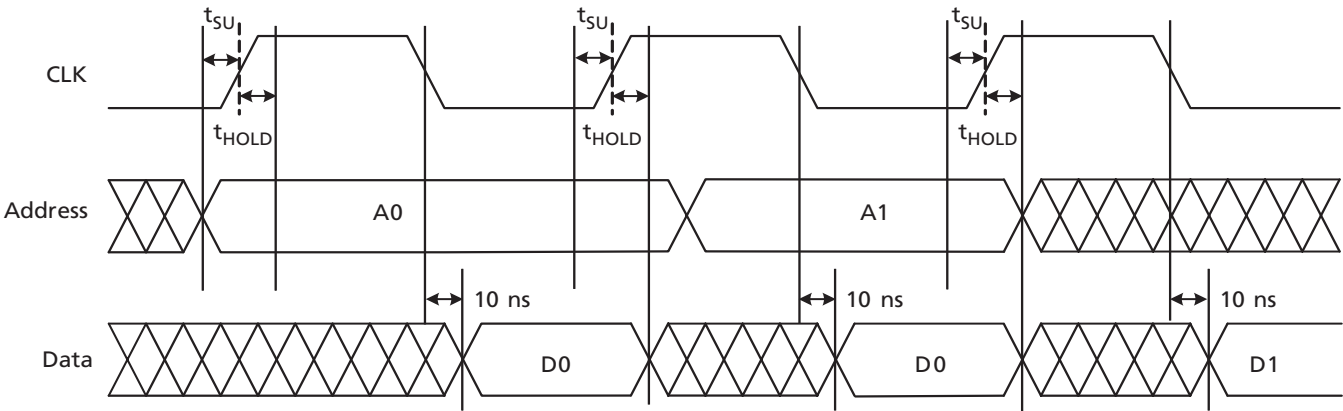 tSU tSU tSU
CLK
tHOLD tHOLD tHOLD
Address A0 A1
10 ns 10 ns 10 ns
Data D0 D0 D1